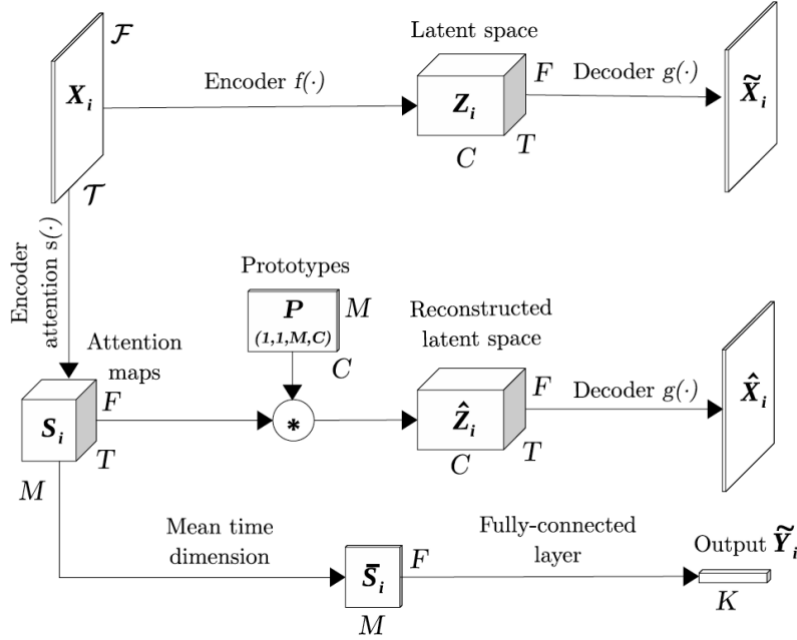 𝓕
Latent space
X_i
Encoder f(·)
Z_i
F
Decoder g(·)
X̃_i
C
T
𝓣
Encoder
attention s(·)
Prototypes
P
(1,1,M,C)
M
C
Reconstructed
latent space
Attention
maps
F
S_i
T
M
*
F
Ẑ_i
C
T
Decoder g(·)
X̂_i
Mean time
dimension
S̄_i
F
M
Fully-connected
layer
Output Ỹ_i
K